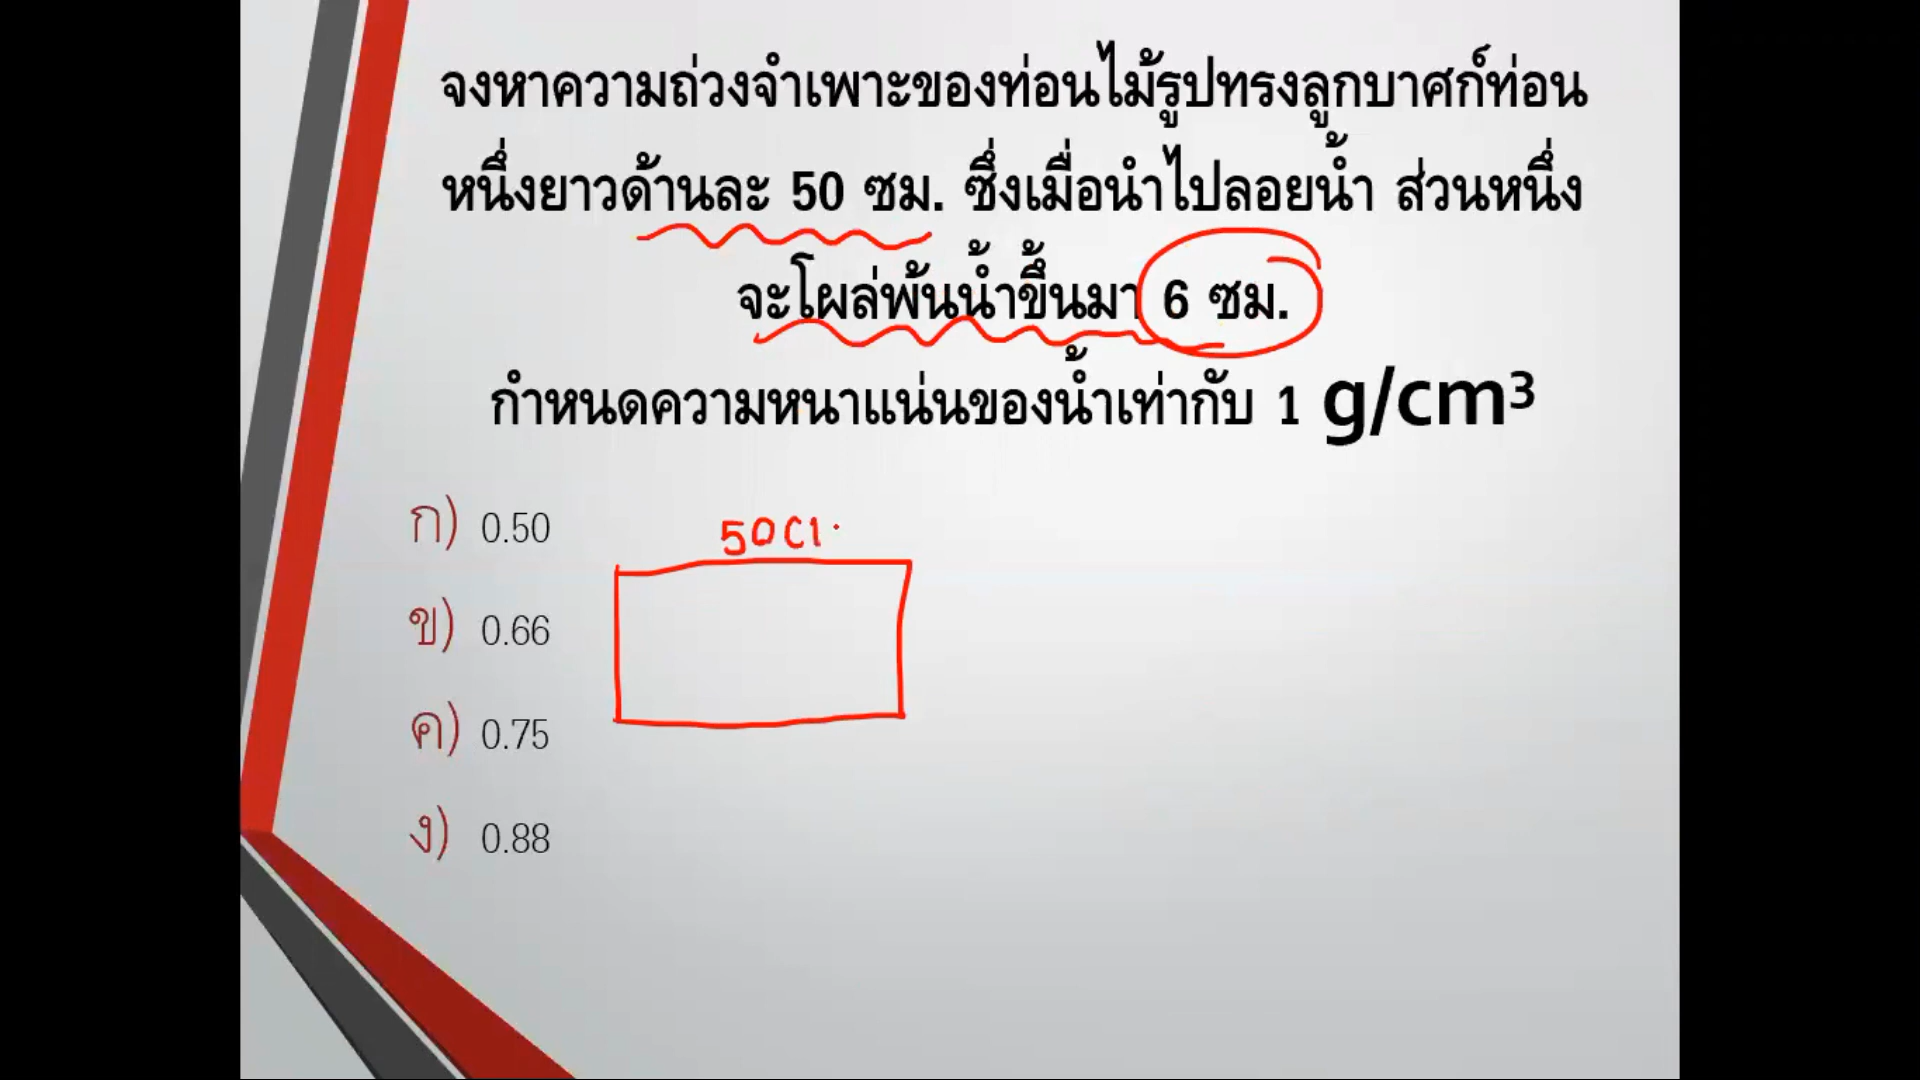 จงหาความถ่วงจำเพาะของท่อนไม้รูปทรงลูกบาศก์ท่อน
หนึ่งยาวด้านละ 50 ซม. ซึ่งเมื่อนำไปลอยน้ำ ส่วนหนึ่ง
จะโผล่พ้นน้ำขึ้นมา 6 ซม.
กำหนดความหนาแน่นของน้ำเท่ากับ 1 g/cm³
ก) 0.50
ข) 0.66
ค) 0.75
ง) 0.88
50